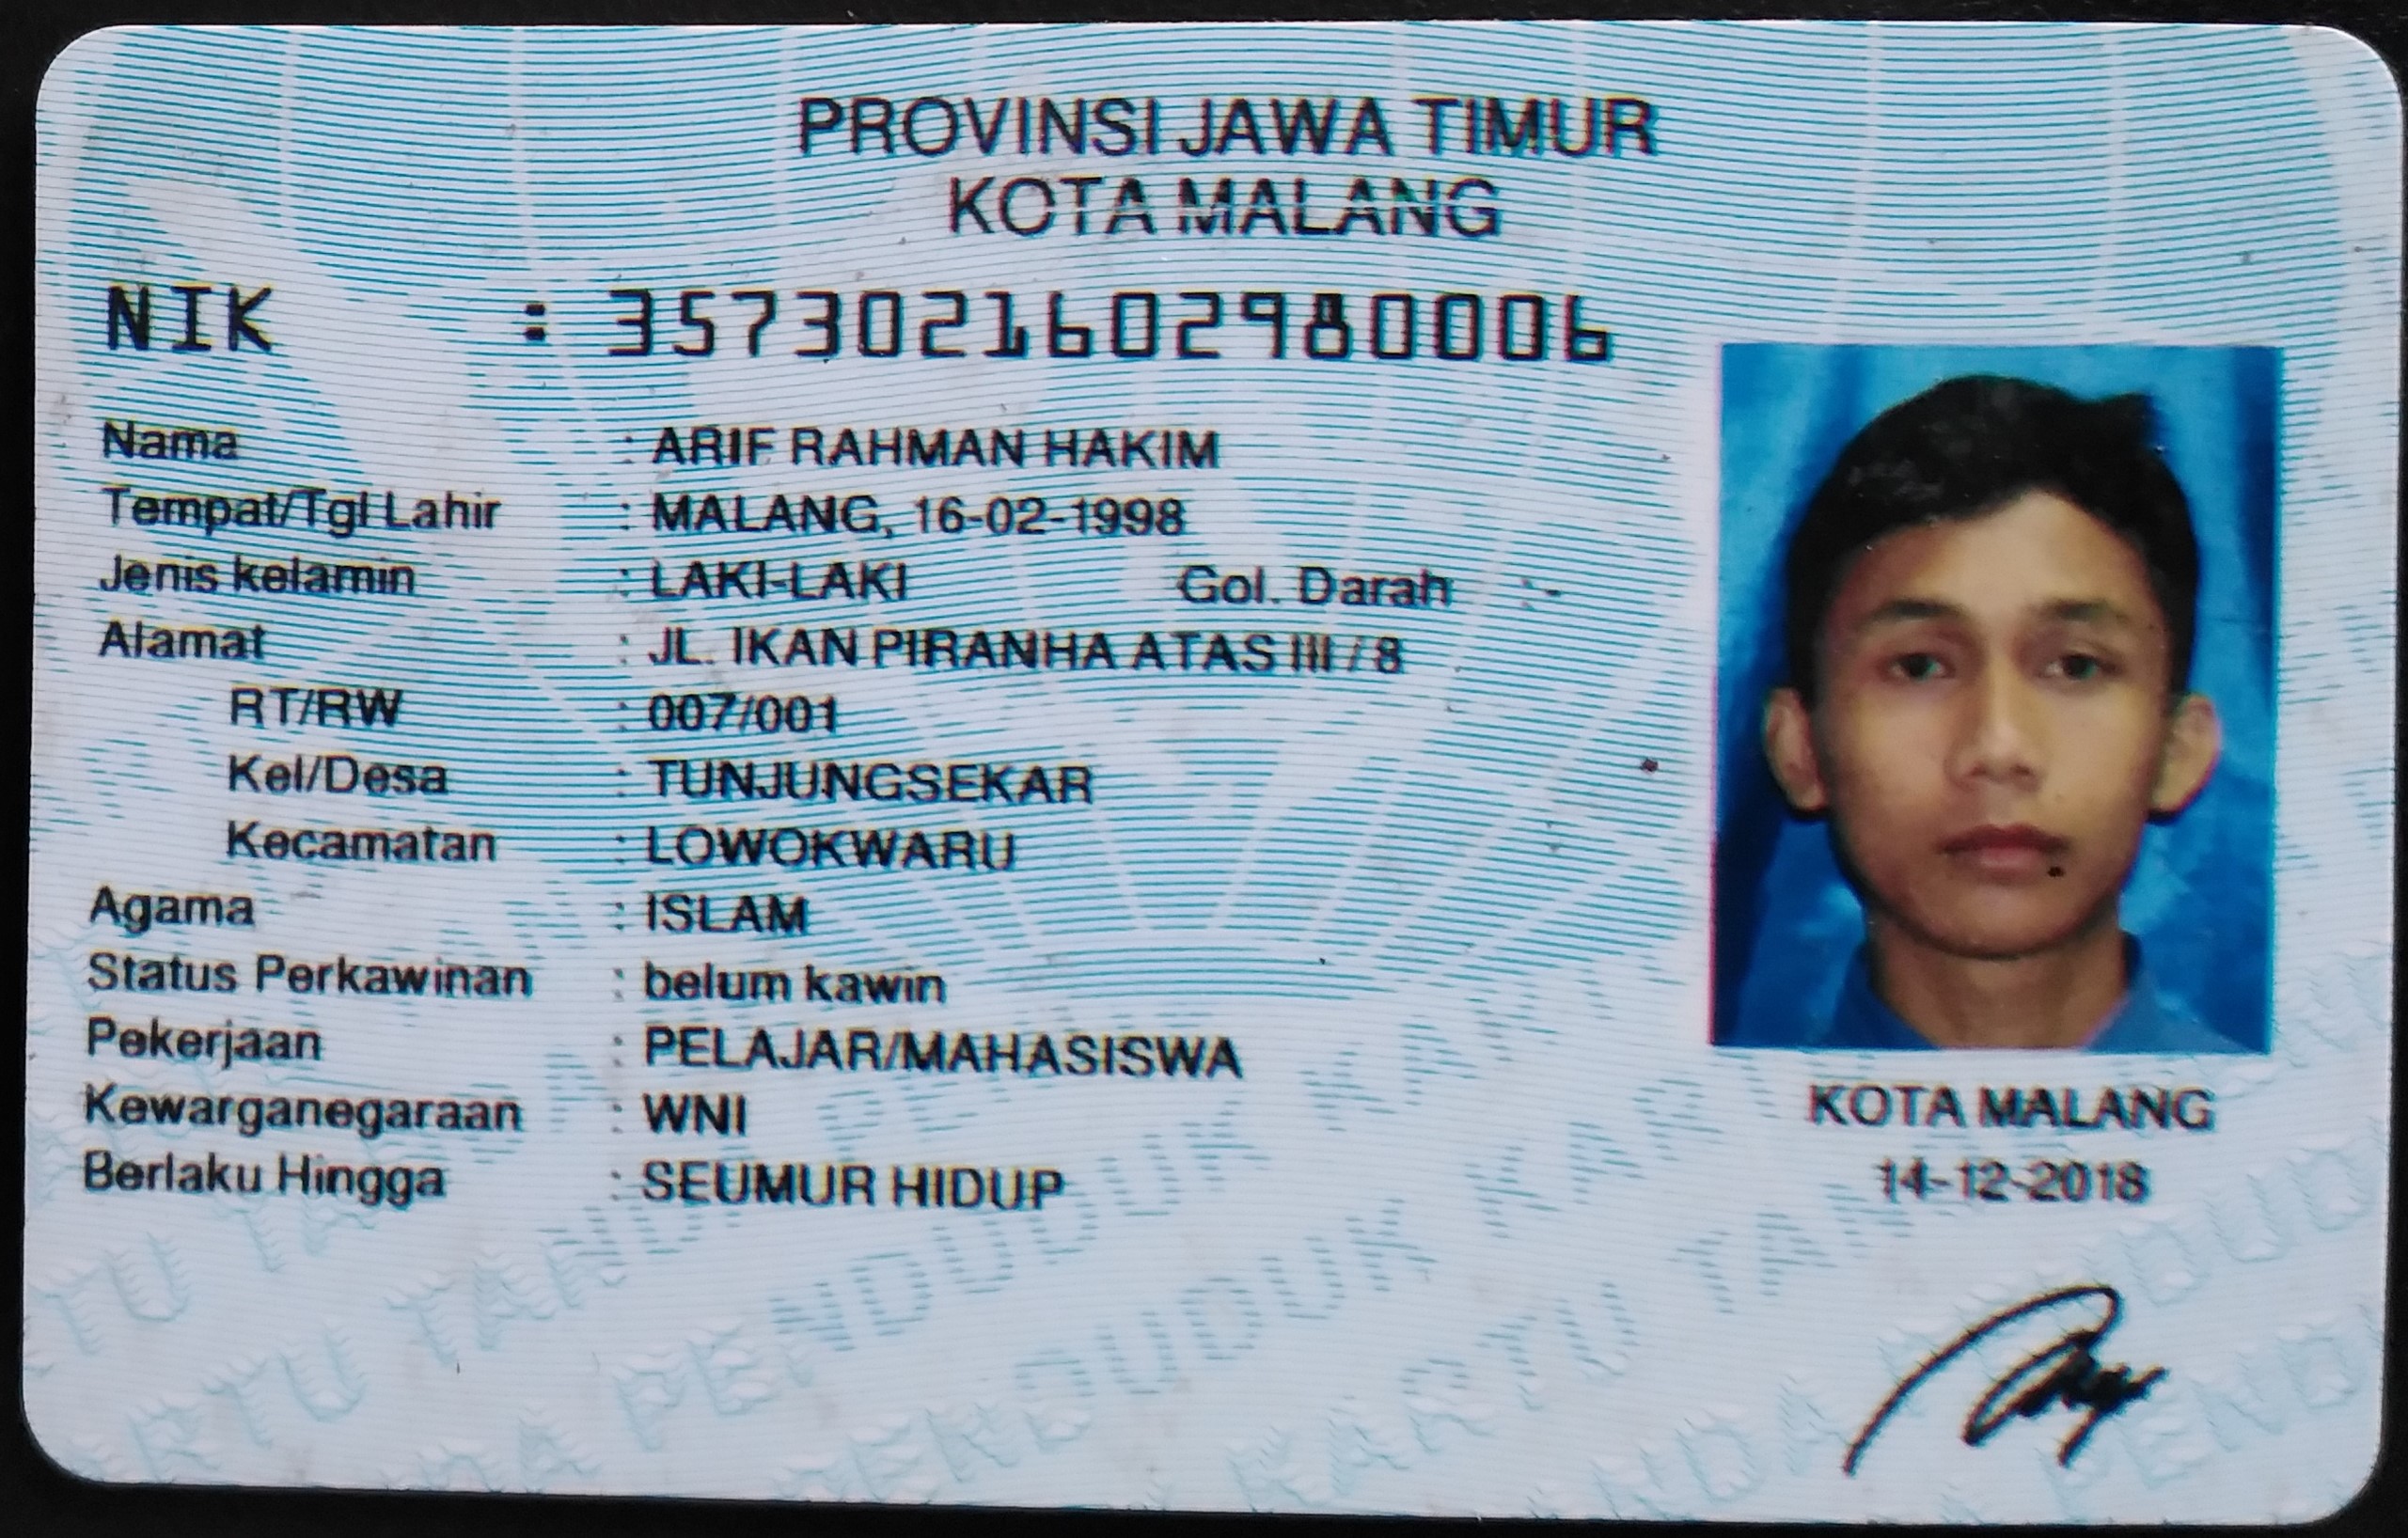 PROVINSI JAWA TIMUR
KOTA MALANG
NIK : 3573021602980006
Nama : ARIF RAHMAN HAKIM
Tempat/Tgl Lahir : MALANG, 16-02-1998
Jenis kelamin : LAKI-LAKI Gol. Darah : -
Alamat : JL. IKAN PIRANHA ATAS III / 8
RT/RW : 007/001
Kel/Desa : TUNJUNGSEKAR
Kecamatan : LOWOKWARU
Agama : ISLAM
Status Perkawinan : belum kawin
Pekerjaan : PELAJAR/MAHASISWA
Kewarganegaraan : WNI
Berlaku Hingga : SEUMUR HIDUP
KOTA MALANG
14-12-2018